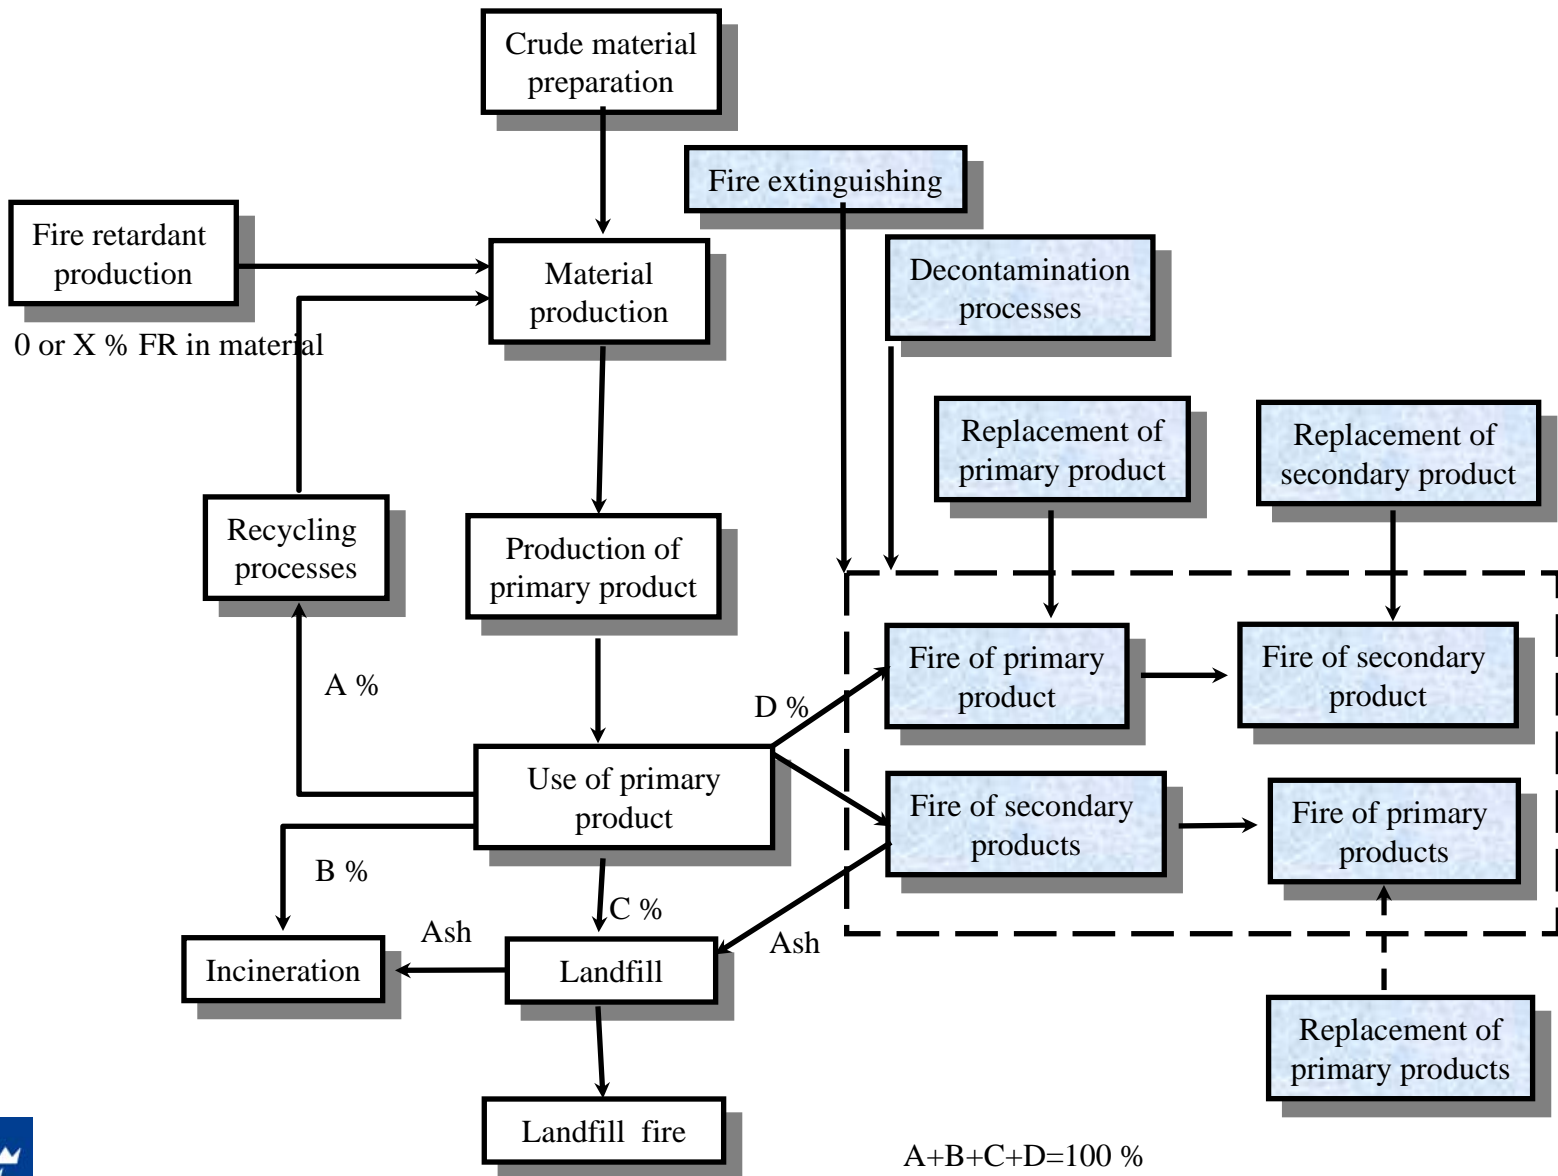 Crude material
preparation
Fire extinguishing
Fire retardant
production
Material
production
Decontamination
processes
0 or X % FR in material
Replacement of
primary product
Replacement of
secondary product
Recycling
processes
Production of
primary product
Fire of primary
product
Fire of secondary
product
A %
D %
Use of primary
product
Fire of secondary
products
Fire of primary
products
B %
C %
Ash
Ash
Incineration
Landfill
Replacement of
primary products
Landfill fire
A+B+C+D=100 %